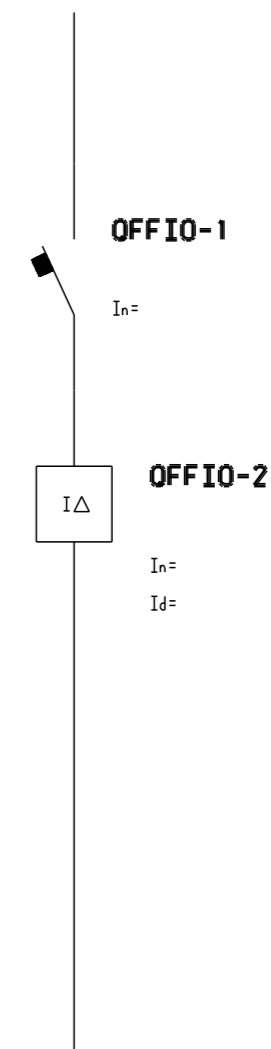 QFFIO-1
In=
QFFIO-2
I△
In=
Id=